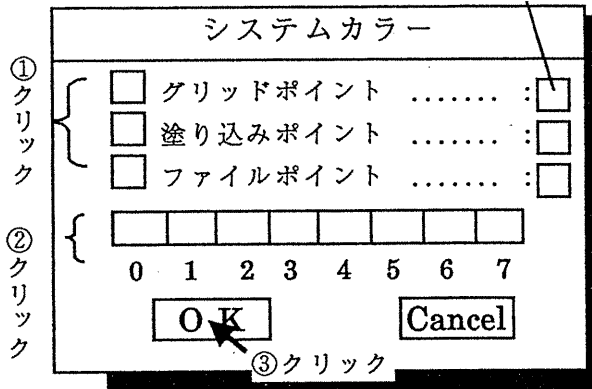 システムカラー
①クリック
グリッドポイント ....... :
塗り込みポイント ....... :
ファイルポイント ....... :
②クリック
0 1 2 3 4 5 6 7
OK Cancel
③クリック